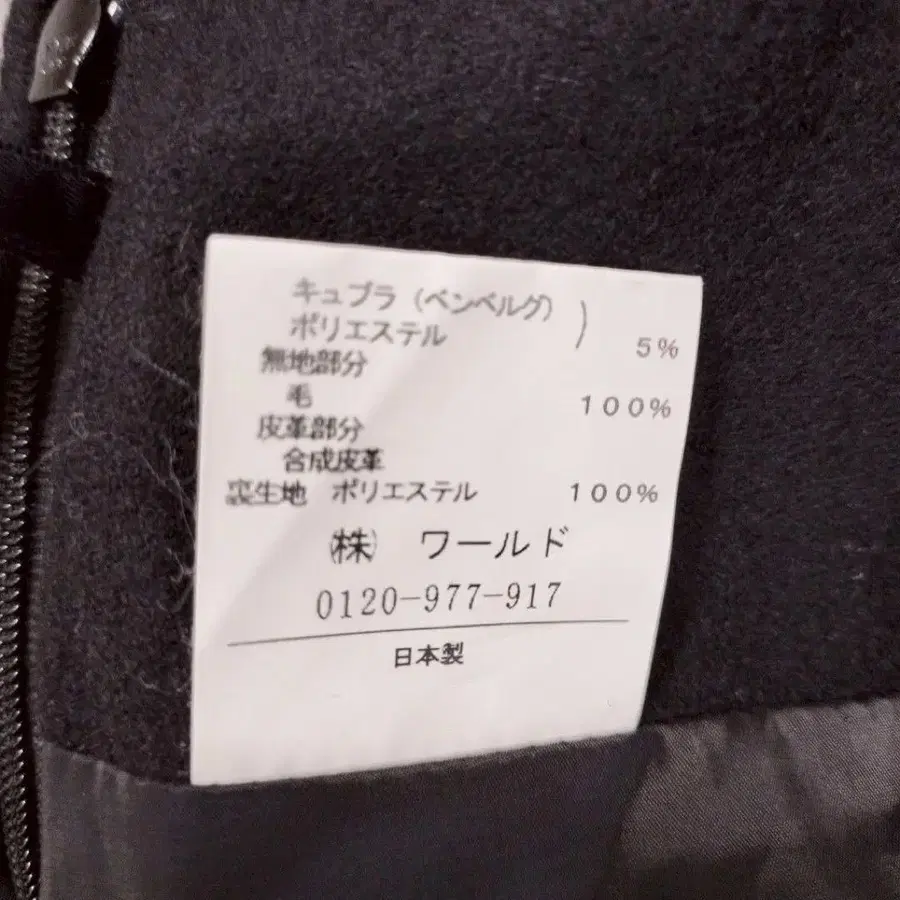 キュプラ（ベンベルグ）
ポリエステル ） 5%
無地部分
毛 100%
皮革部分
合成皮革
裏生地 ポリエステル 100%
㈱ ワールド
0120-977-917
日本製